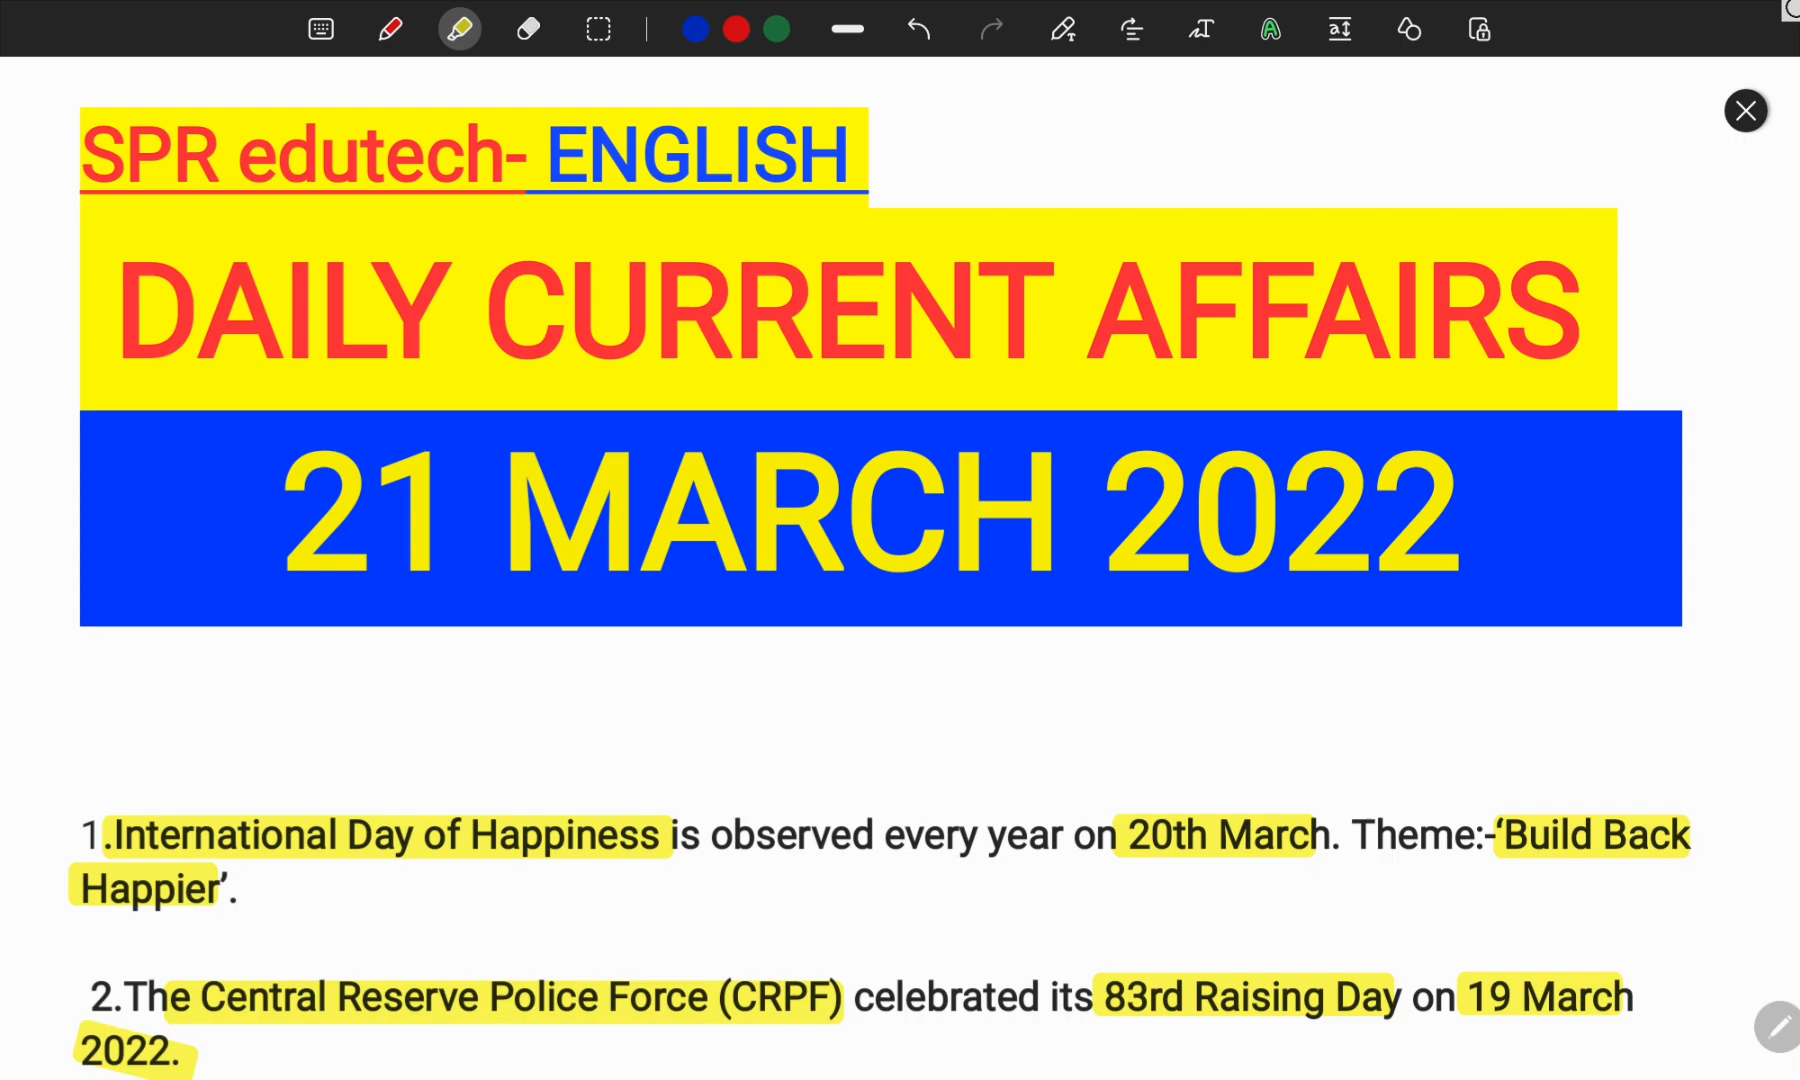 SPR edutech- ENGLISH
DAILY CURRENT AFFAIRS
21 MARCH 2022
1.International Day of Happiness is observed every year on 20th March. Theme:-‘Build Back
Happier’.
2.The Central Reserve Police Force (CRPF) celebrated its 83rd Raising Day on 19 March
2022.